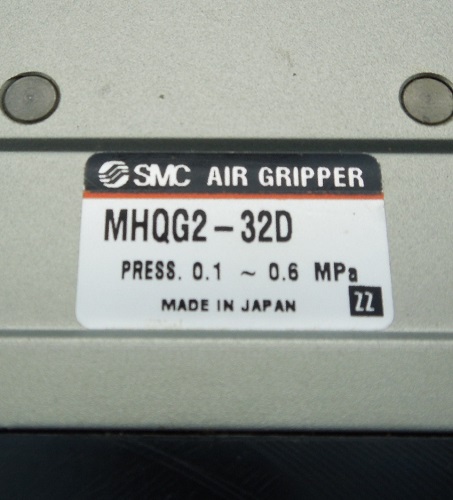 SMC AIR GRIPPER
MHQG2-32D
PRESS. 0.1 ~ 0.6 MPa
MADE IN JAPAN
ZZ